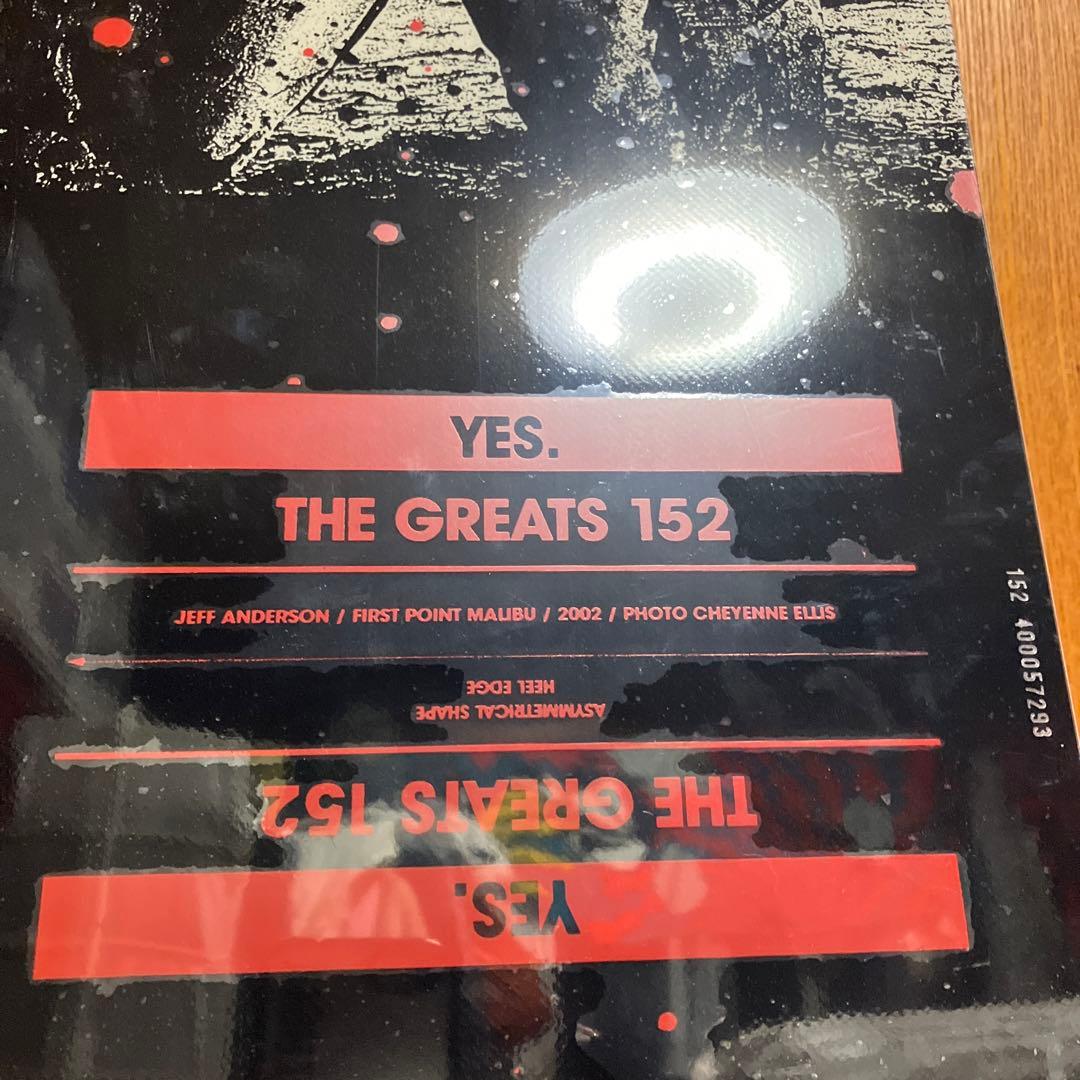 YES.
THE GREATS 152
JEFF ANDERSON / FIRST POINT MALIBU / 2002 / PHOTO CHEYENNE ELLIS
ASYMMETRICAL SHAPE
HEEL EDGE
THE GREATS 152
YES.
152 400057293